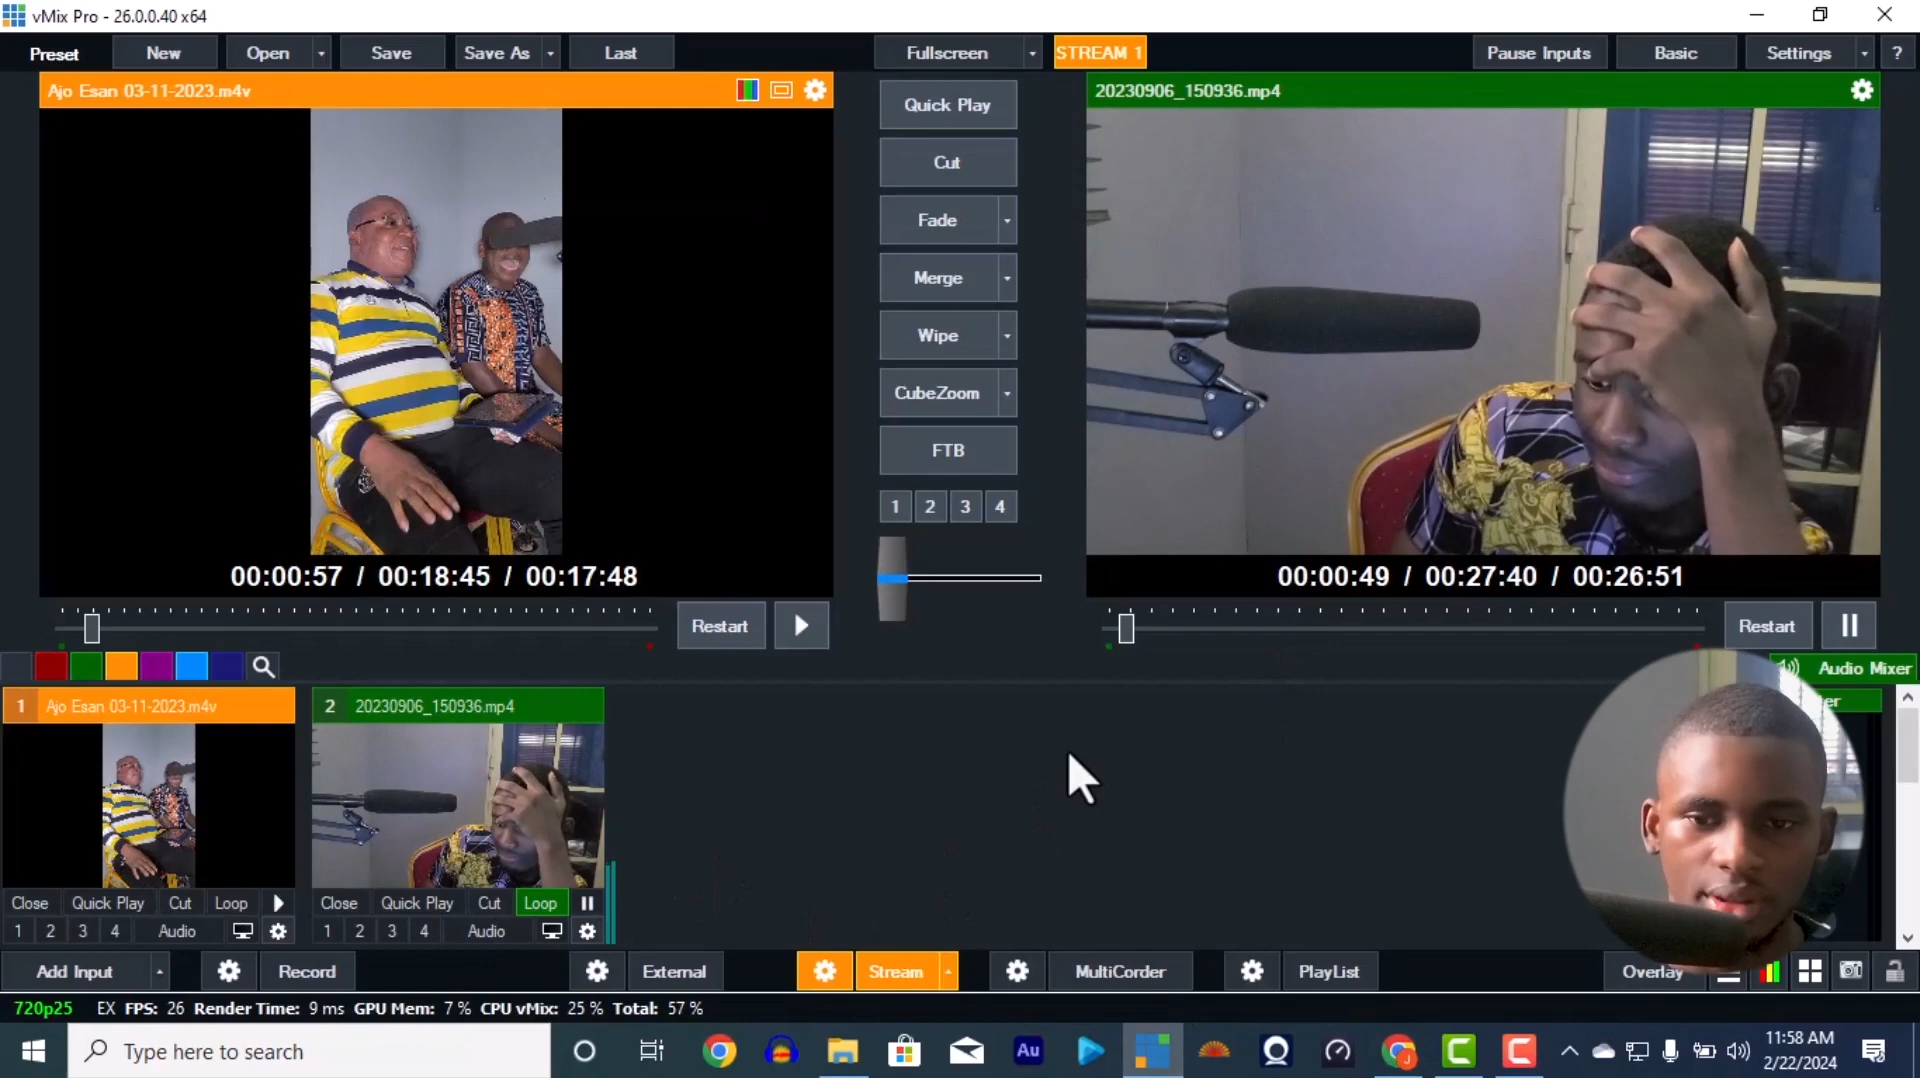 vMix Pro - 26.0.0.40 x64
Preset New Open Save Save As Last Fullscreen STREAM 1 Pause Inputs Basic Settings ?
Ajo Esan 03-11-2023.m4v
20230906_150936.mp4
Quick Play
Cut
Fade
Merge
Wipe
CubeZoom
FTB
1 2 3 4
00:00:57 / 00:18:45 / 00:17:48
00:00:49 / 00:27:40 / 00:26:51
Restart
Restart
Audio Mixer
1 Ajo Esan 03-11-2023.m4v
2 20230906_150936.mp4
Close Quick Play Cut Loop
Close Quick Play Cut Loop
1 2 3 4 Audio
1 2 3 4 Audio
Add Input Record External Stream MultiCorder PlayList Overlay
720p25 EX FPS: 26 Render Time: 9 ms GPU Mem: 7 % CPU vMix: 25 % Total: 57 %
Type here to search
Au
J
11:58 AM
2/22/2024